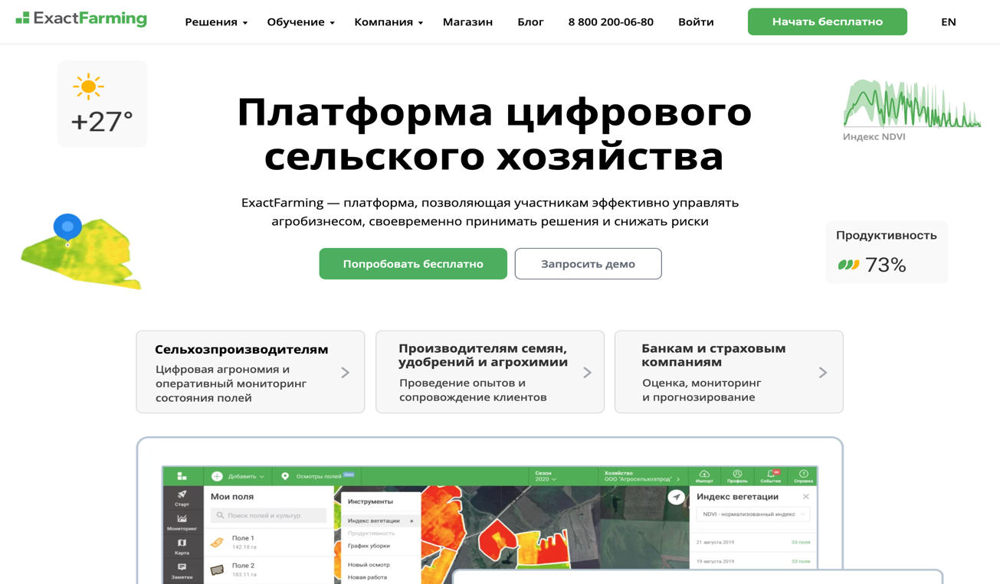 ExactFarming
Решения
Обучение
Компания
Магазин
Блог
8 800 200-06-80
Войти
Начать бесплатно
EN
+27°
Платформа цифрового
сельского хозяйства
Индекс NDVI
ExactFarming — платформа, позволяющая участникам эффективно управлять
агробизнесом, своевременно принимать решения и снижать риски
Попробовать бесплатно
Запросить демо
Продуктивность
73%
Сельхозпроизводителям
Цифровая агрономия и
оперативный мониторинг
состояния полей
Производителям семян,
удобрений и агрохимии
Проведение опытов и
сопровождение клиентов
Банкам и страховым
компаниям
Оценка, мониторинг
и прогнозирование
Добавить
Осмотры полей
Сезон
2020
Хозяйство
ООО "Агросельхозпрод"
Импорт
Профиль
События
Справка
Старт
Мониторинг
Карта
Заметки
Мои поля
Поиск полей и культур
Поле 1
142.18 га
Поле 2
183.11 га
Инструменты
Индекс вегетации ×
Продуктивность
График уборки
Новый осмотр
Новая работа
Индекс вегетации
NDVI - нормализованный индекс
21 августа 2019
33 поля
19 августа 2019
33 поля